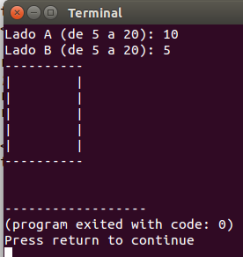 Terminal
Lado A (de 5 a 20): 10
Lado B (de 5 a 20): 5
----------
|        |
|        |
|        |
|        |
|        |
----------
------------------
(program exited with code: 0)
Press return to continue